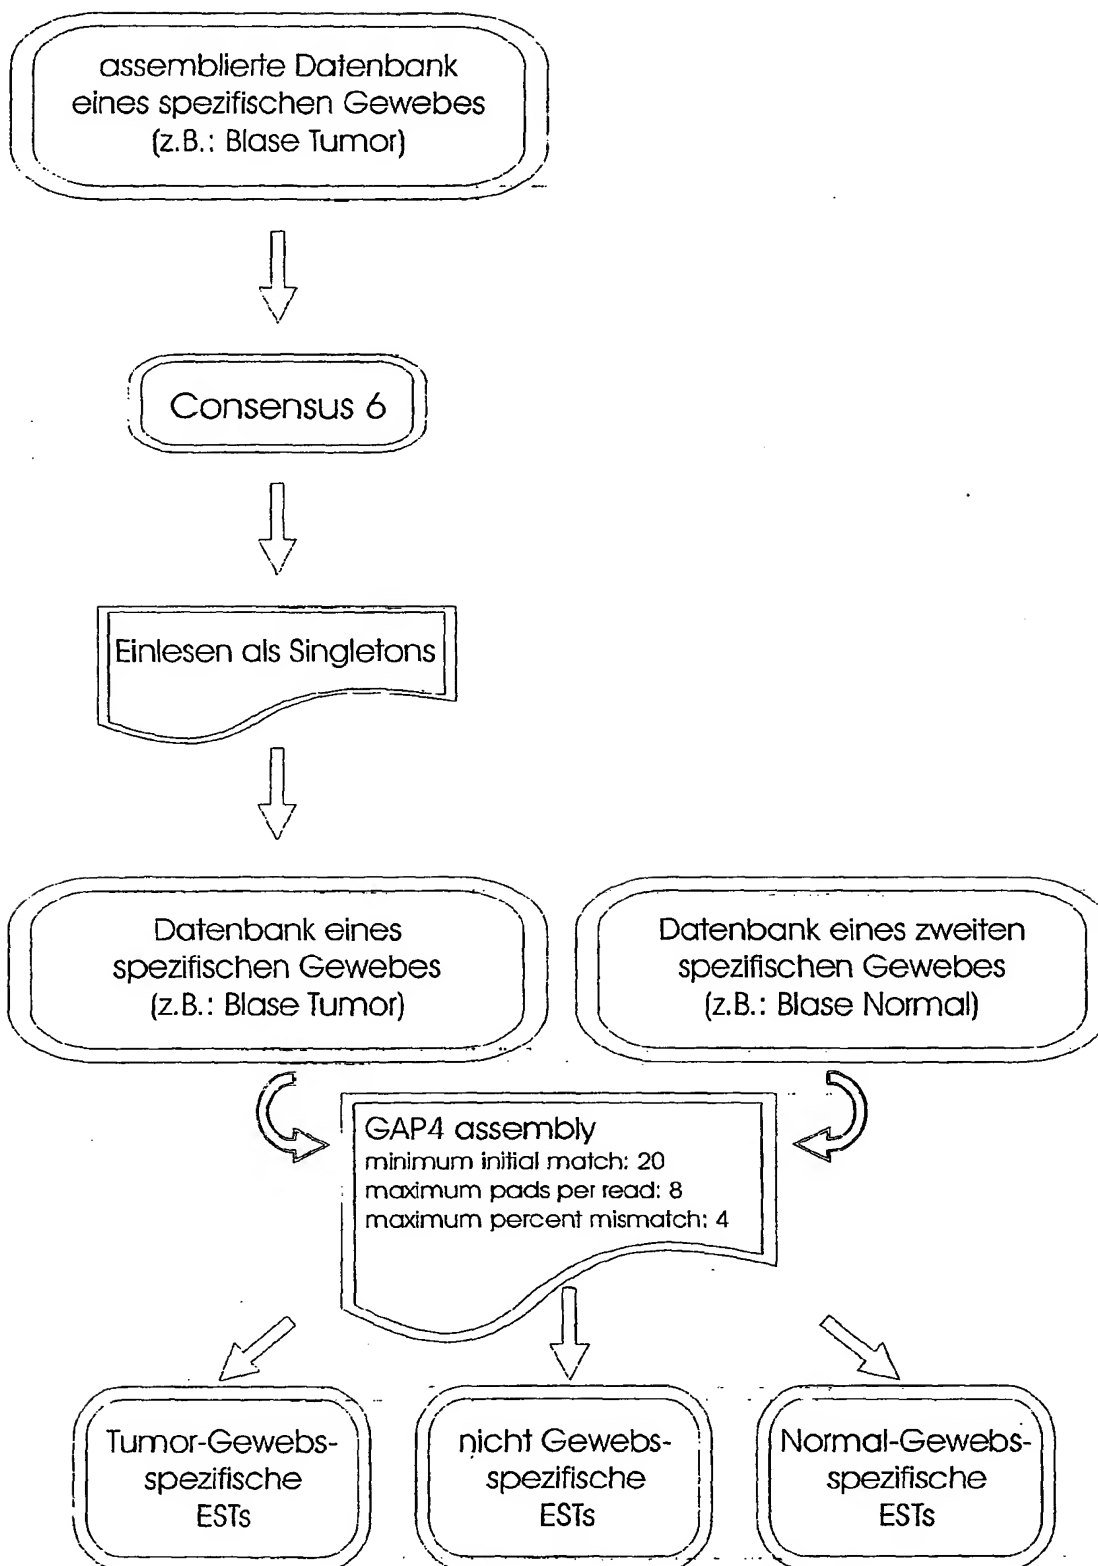 assemblierte Datenbank
eines spezifischen Gewebes
(z.B.: Blase Tumor)
Consensus 6
Einlesen als Singletons
Datenbank eines
spezifischen Gewebes
(z.B.: Blase Tumor)
Datenbank eines zweiten
spezifischen Gewebes
(z.B.: Blase Normal)
GAP4 assembly
minimum initial match: 20
maximum pads per read: 8
maximum percent mismatch: 4
Tumor-Gewebs-
spezifische
ESTs
nicht Gewebs-
spezifische
ESTs
Normal-Gewebs-
spezifische
ESTs